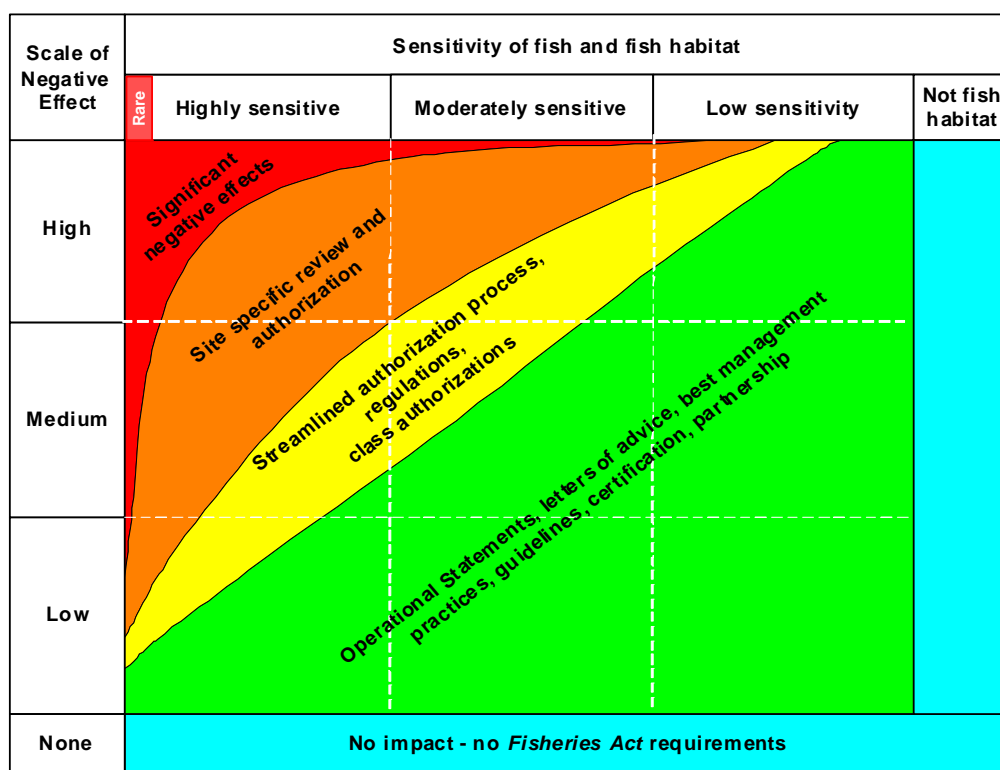 Scale of
Negative
Effect
Sensitivity of fish and fish habitat
Rare
Highly sensitive
Moderately sensitive
Low sensitivity
Not fish
habitat
High
Medium
Low
None
Significant
negative effects
Site specific review and
authorization
Streamlined authorization process,
regulations,
class authorizations
Operational Statements, letters of advice, best management
practices, guidelines, certification, partnership
No impact - no Fisheries Act requirements